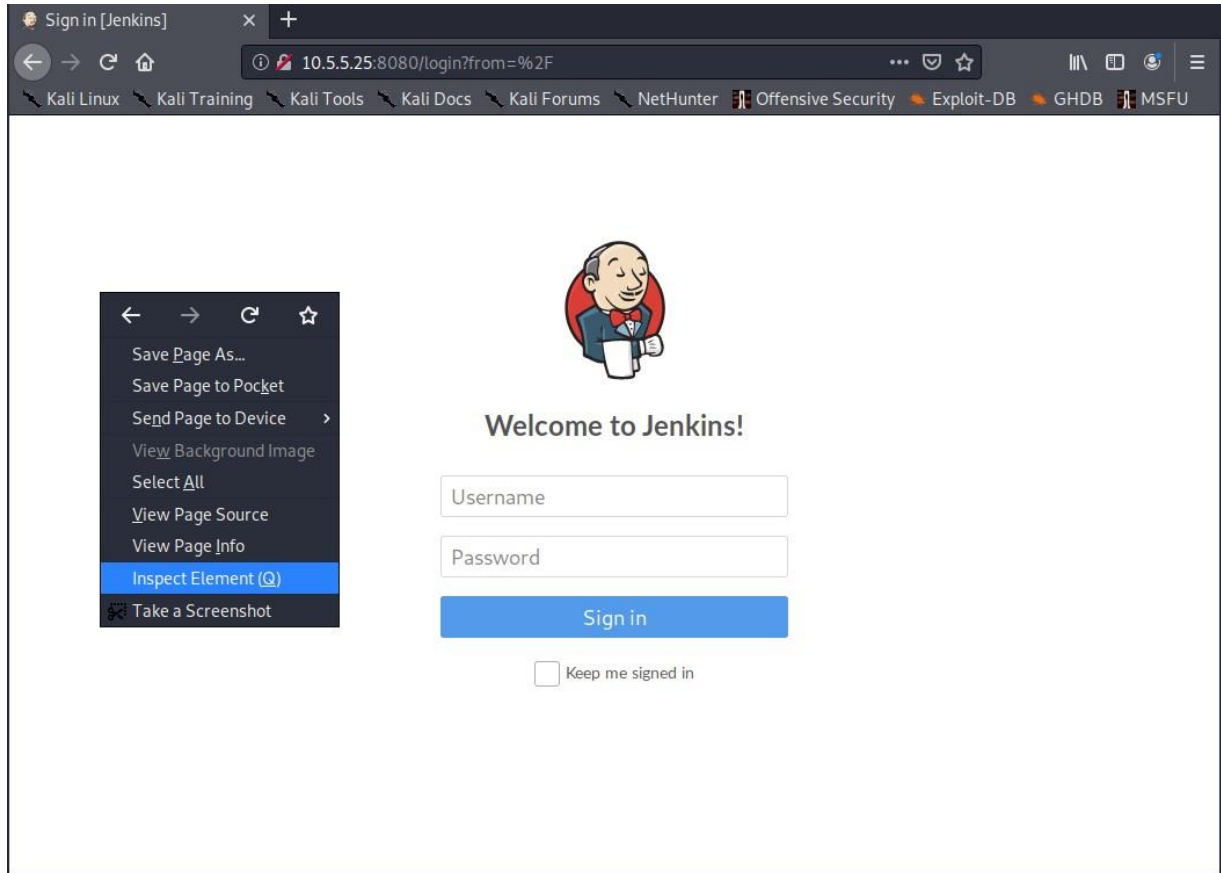 Sign in [Jenkins]
10.5.5.25:8080/login?from=%2F
Kali Linux Kali Training Kali Tools Kali Docs Kali Forums NetHunter Offensive Security Exploit-DB GHDB MSFU
Save Page As...
Save Page to Pocket
Send Page to Device
View Background Image
Select All
View Page Source
View Page Info
Inspect Element (Q)
Take a Screenshot
Welcome to Jenkins!
Username
Password
Sign in
Keep me signed in